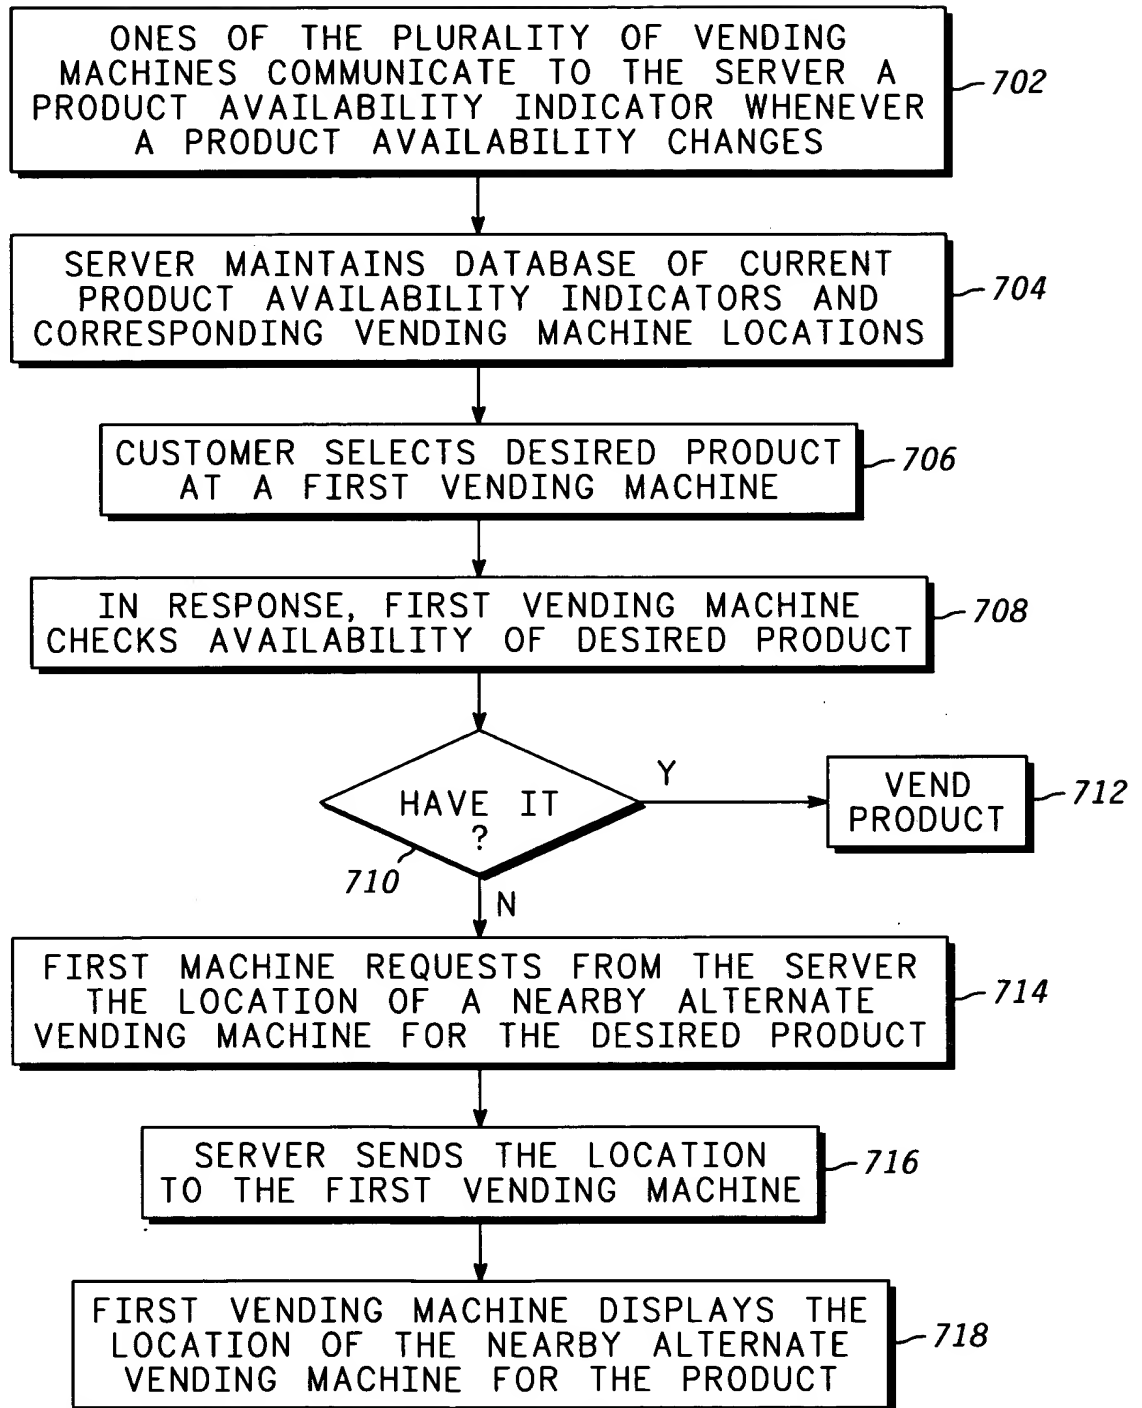 ONES OF THE PLURALITY OF VENDING
MACHINES COMMUNICATE TO THE SERVER A
PRODUCT AVAILABILITY INDICATOR WHENEVER
A PRODUCT AVAILABILITY CHANGES
702
SERVER MAINTAINS DATABASE OF CURRENT
PRODUCT AVAILABILITY INDICATORS AND
CORRESPONDING VENDING MACHINE LOCATIONS
704
CUSTOMER SELECTS DESIRED PRODUCT
AT A FIRST VENDING MACHINE
706
IN RESPONSE, FIRST VENDING MACHINE
CHECKS AVAILABILITY OF DESIRED PRODUCT
708
HAVE IT
?
710
Y
VEND
PRODUCT
712
N
FIRST MACHINE REQUESTS FROM THE SERVER
THE LOCATION OF A NEARBY ALTERNATE
VENDING MACHINE FOR THE DESIRED PRODUCT
714
SERVER SENDS THE LOCATION
TO THE FIRST VENDING MACHINE
716
FIRST VENDING MACHINE DISPLAYS THE
LOCATION OF THE NEARBY ALTERNATE
VENDING MACHINE FOR THE PRODUCT
718